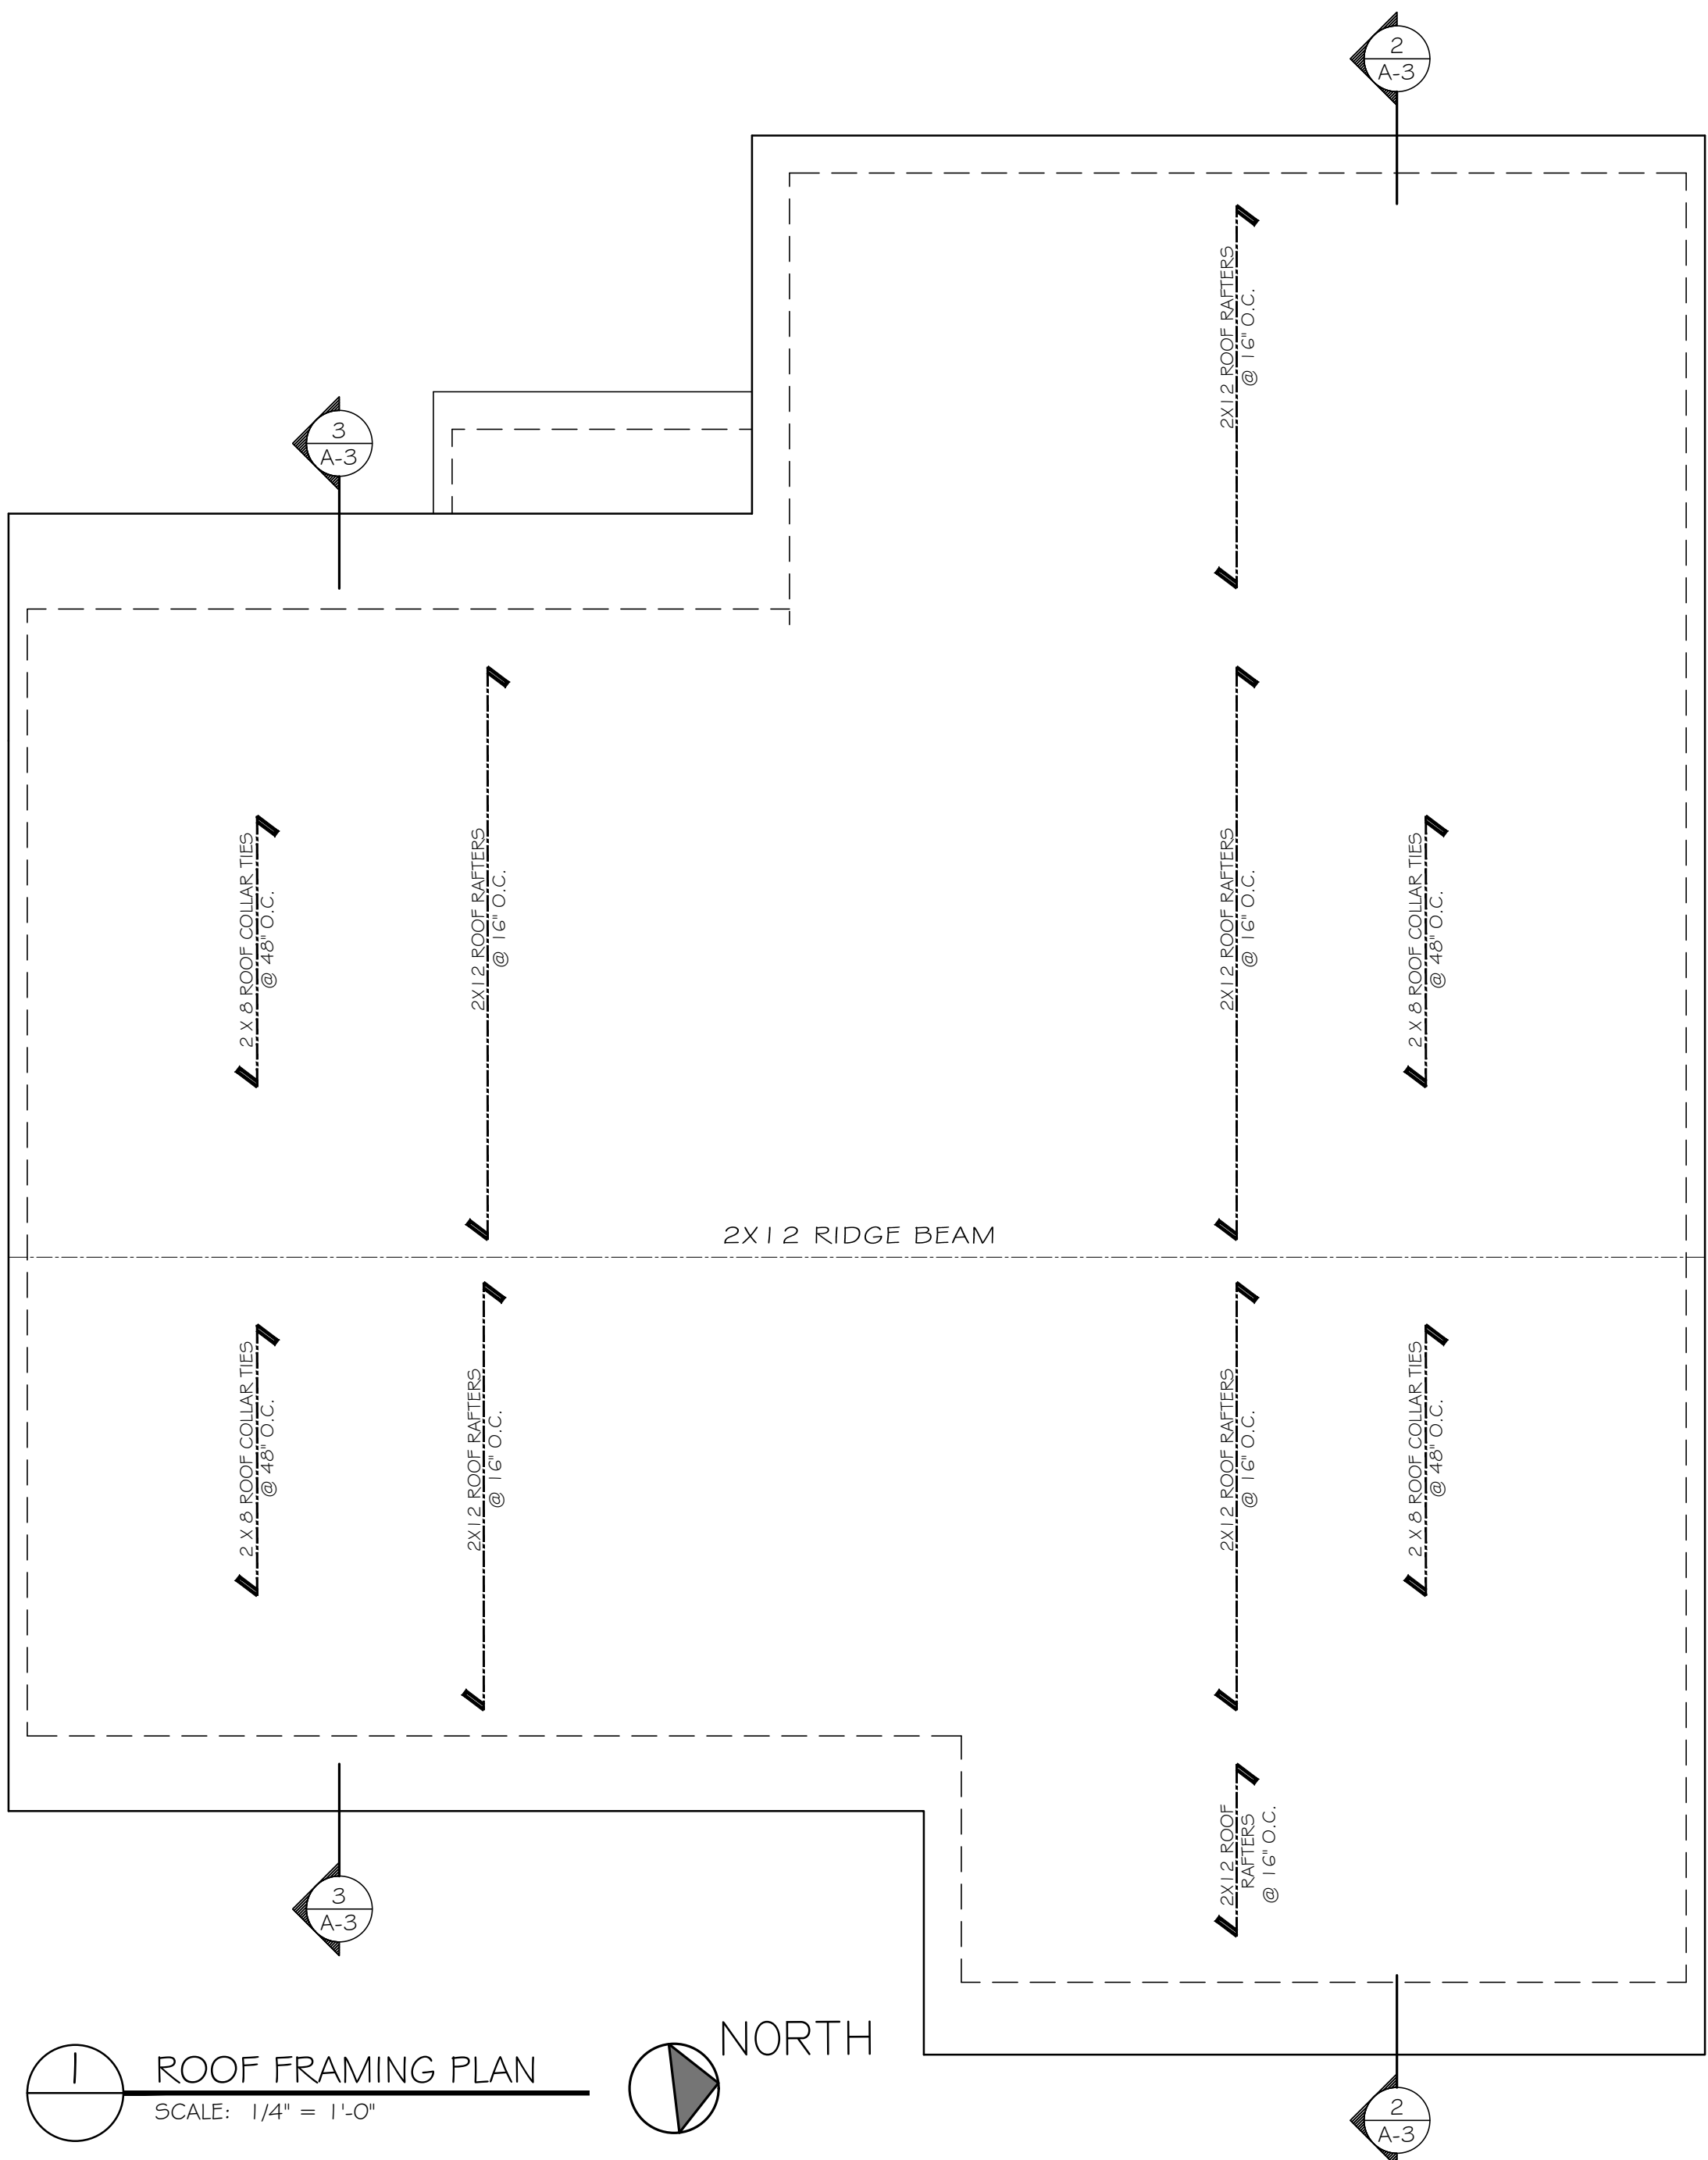 2
A-3
2X12 ROOF RAFTERS
@ 16" O.C.
3
A-3
2 X 8 ROOF COLLAR TIES
@ 48" O.C.
2X12 ROOF RAFTERS
@ 16" O.C.
2X12 ROOF RAFTERS
@ 16" O.C.
2 X 8 ROOF COLLAR TIES
@ 48" O.C.
2X12 RIDGE BEAM
2 X 8 ROOF COLLAR TIES
@ 48" O.C.
2X12 ROOF RAFTERS
@ 16" O.C.
2X12 ROOF RAFTERS
@ 16" O.C.
2 X 8 ROOF COLLAR TIES
@ 48" O.C.
2X12 ROOF
RAFTERS
@ 16" O.C.
3
A-3
NORTH
1
ROOF FRAMING PLAN
SCALE: 1/4" = 1'-0"
2
A-3